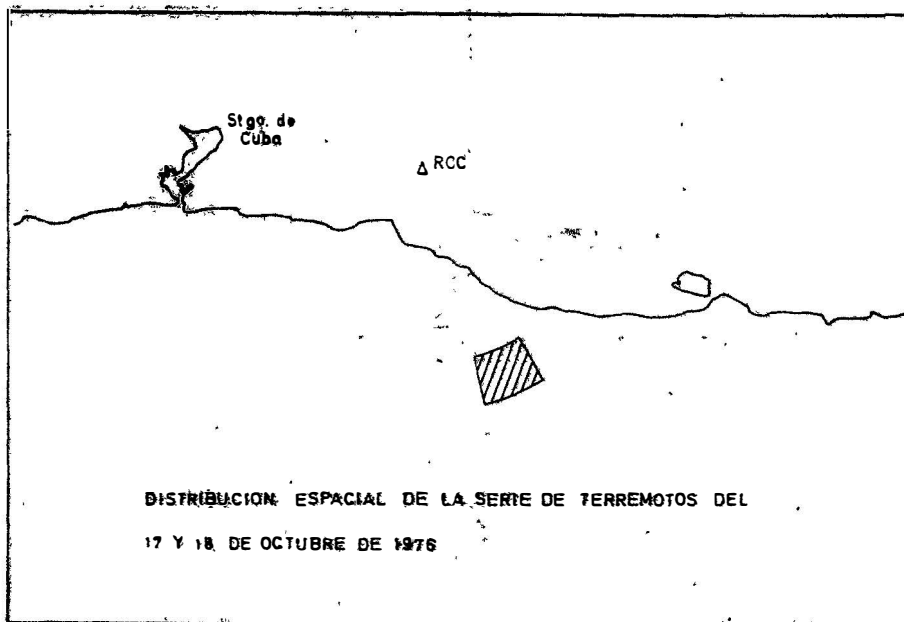 Stgo. de
Cuba
RCC
DISTRIBUCION ESPACIAL DE LA SERIE DE TERREMOTOS DEL
17 Y 18 DE OCTUBRE DE 1976